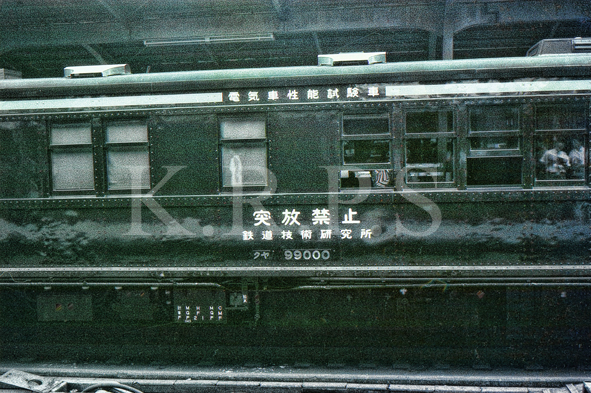 電気車性能試験車
K.R.P.S
突放禁止
鉄道技術研究所
クヤ 99000